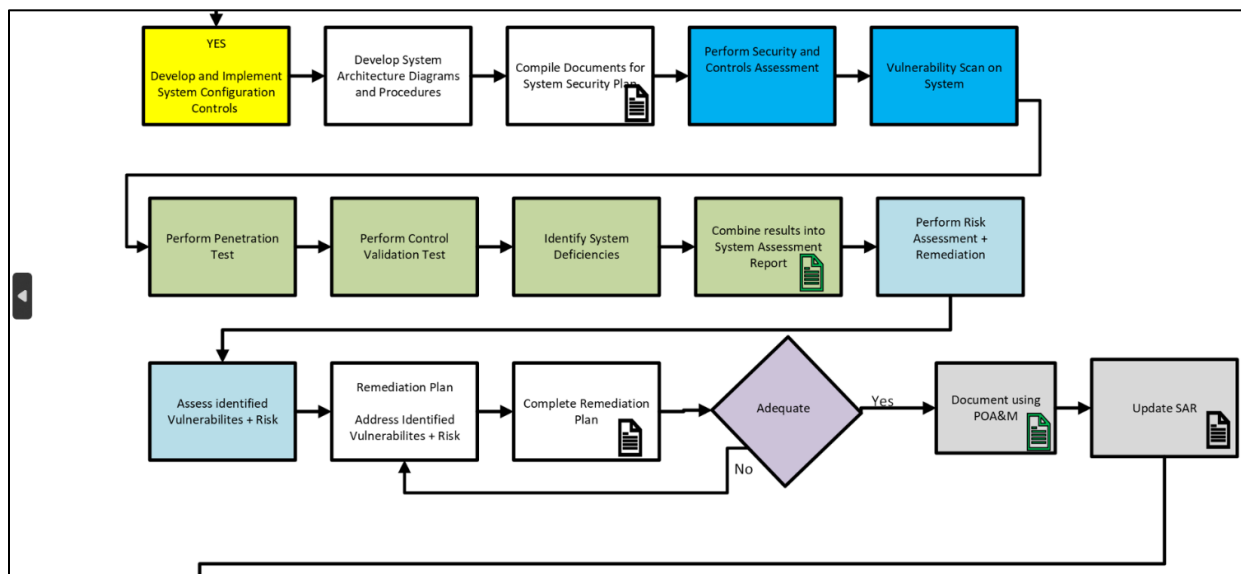 YES
Develop and Implement
System Configuration
Controls
Develop System
Architecture Diagrams
and Procedures
Compile Documents for
System Security Plan
Perform Security and
Controls Assessment
Vulnerability Scan on
System
Perform Penetration
Test
Perform Control
Validation Test
Identify System
Deficiencies
Combine results into
System Assessment
Report
Perform Risk
Assessment +
Remediation
Assess identified
Vulnerabilites + Risk
Remediation Plan
Address Identified
Vulnerabilites + Risk
Complete Remediation
Plan
Adequate
Yes
No
Document using
POA&M
Update SAR